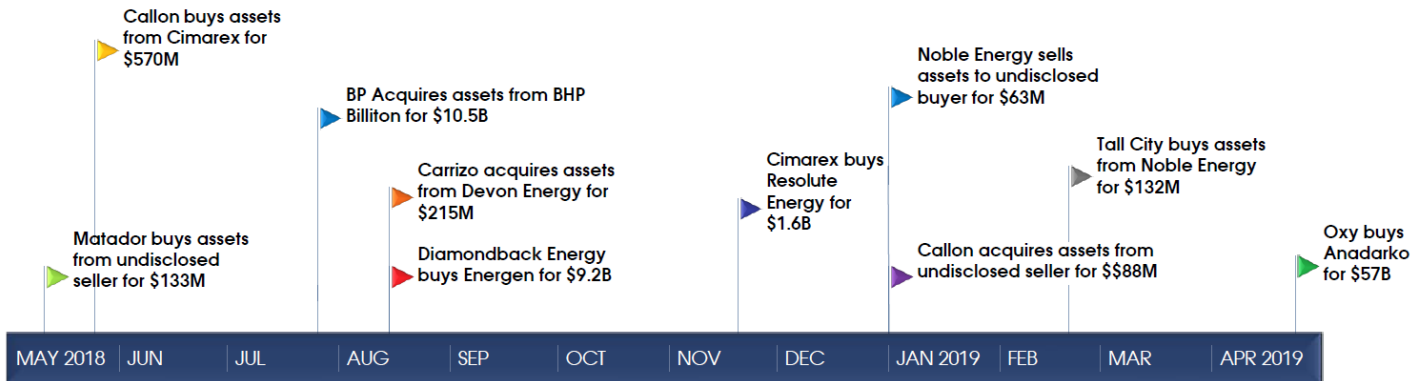 Callon buys assets
from Cimarex for
$570M
BP Acquires assets from BHP
Billiton for $10.5B
Noble Energy sells
assets to undisclosed
buyer for $63M
Carrizo acquires assets
from Devon Energy for
$215M
Cimarex buys
Resolute
Energy for
$1.6B
Tall City buys assets
from Noble Energy
for $132M
Matador buys assets
from undisclosed
seller for $133M
Diamondback Energy
buys Energen for $9.2B
Callon acquires assets from
undisclosed seller for $$88M
Oxy buys
Anadarko
for $57B
MAY 2018 JUN JUL AUG SEP OCT NOV DEC JAN 2019 FEB MAR APR 2019